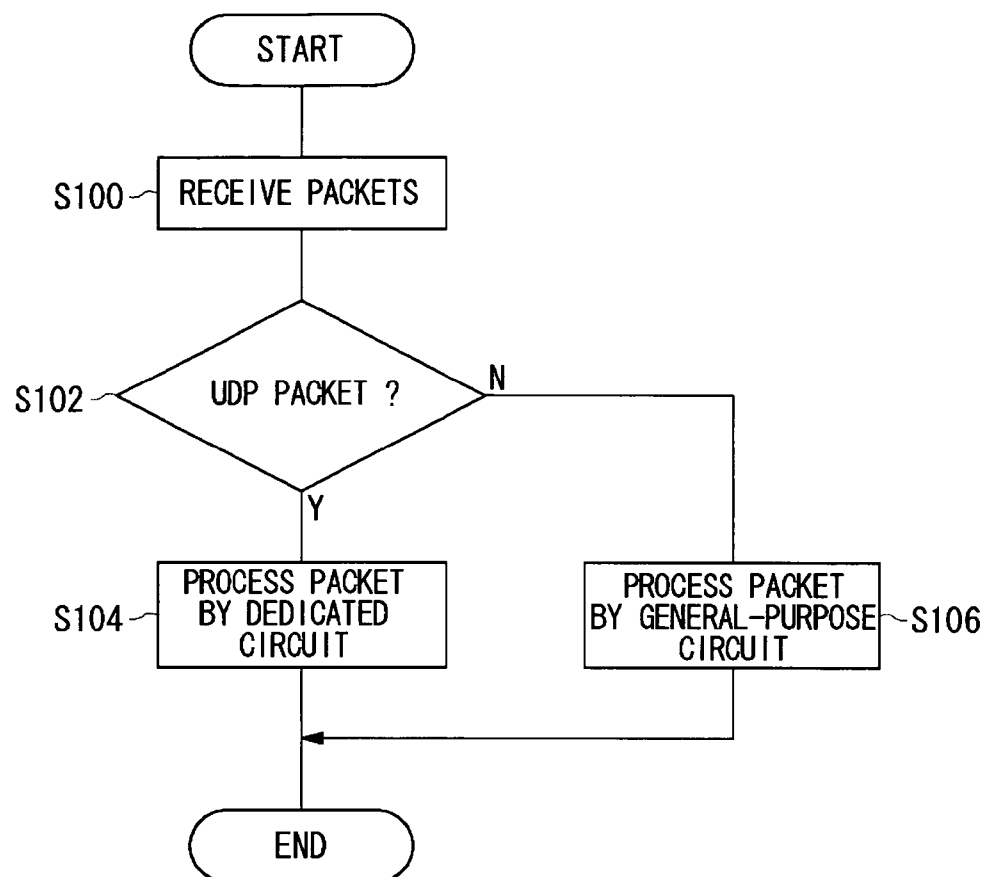 START
S100
RECEIVE PACKETS
S102
UDP PACKET ?
N
Y
S104
PROCESS PACKET
BY DEDICATED
CIRCUIT
PROCESS PACKET
BY GENERAL-PURPOSE
CIRCUIT
S106
END